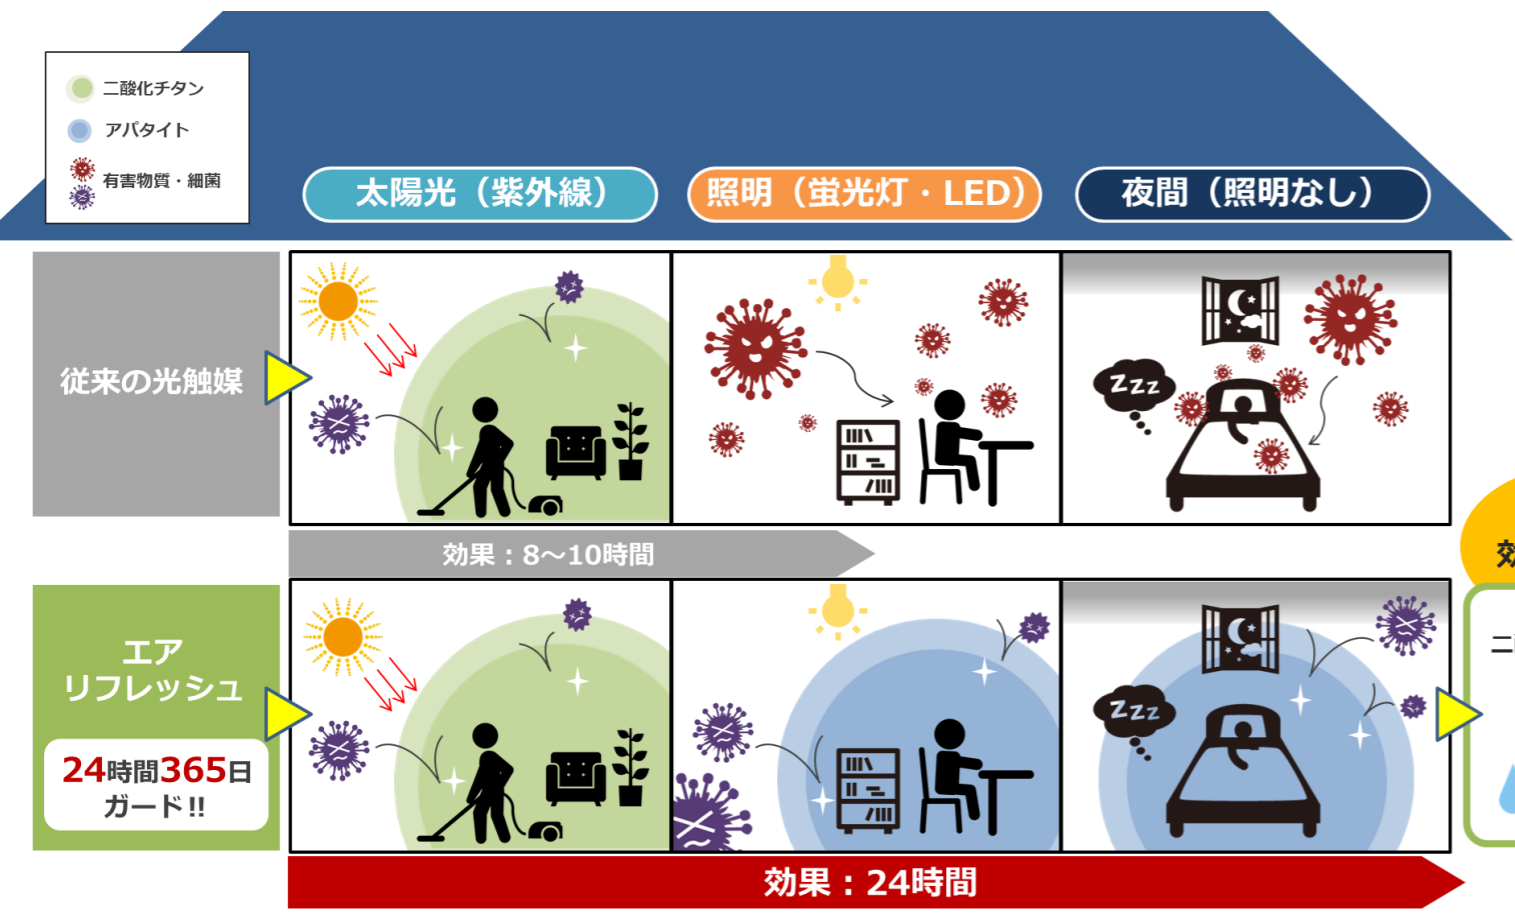 二酸化チタン
アパタイト
有害物質・細菌
太陽光（紫外線）
照明（蛍光灯・LED）
夜間（照明なし）
従来の光触媒
zzz
効果：8～10時間
エア
リフレッシュ
24時間365日
ガード!!
zzz
効果：24時間